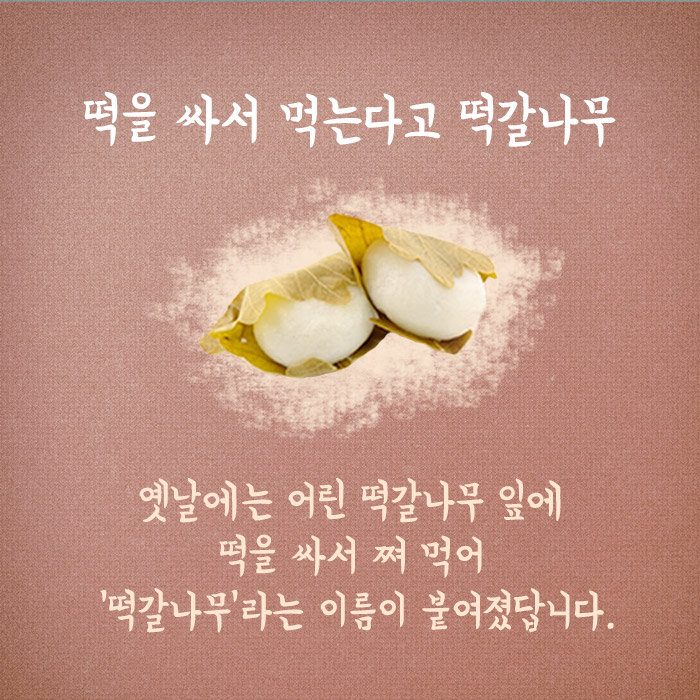 떡을 싸서 먹는다고 떡갈나무
옛날에는 어린 떡갈나무 잎에
떡을 싸서 쪄 먹어
'떡갈나무'라는 이름이 붙여졌답니다.